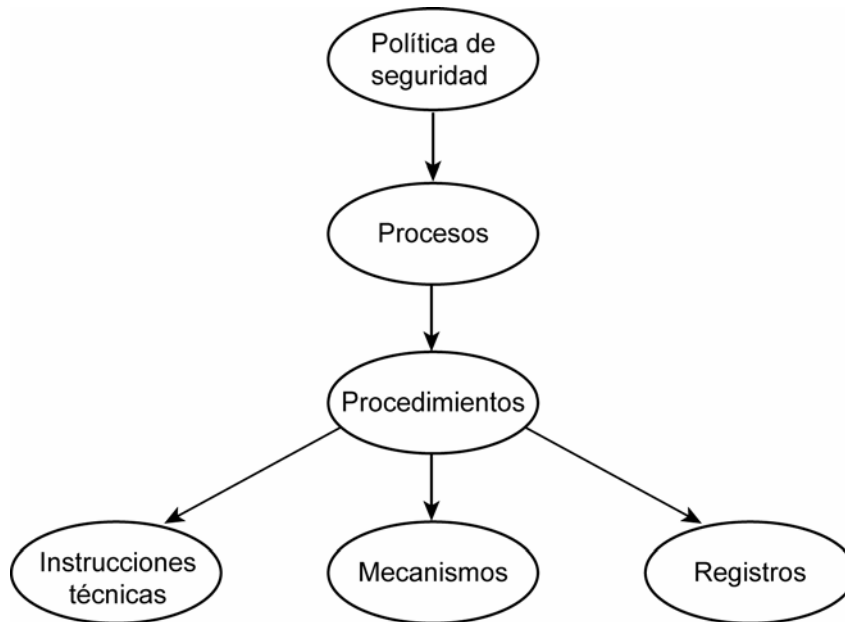 Política de
seguridad
Procesos
Procedimientos
Instrucciones
técnicas
Mecanismos
Registros